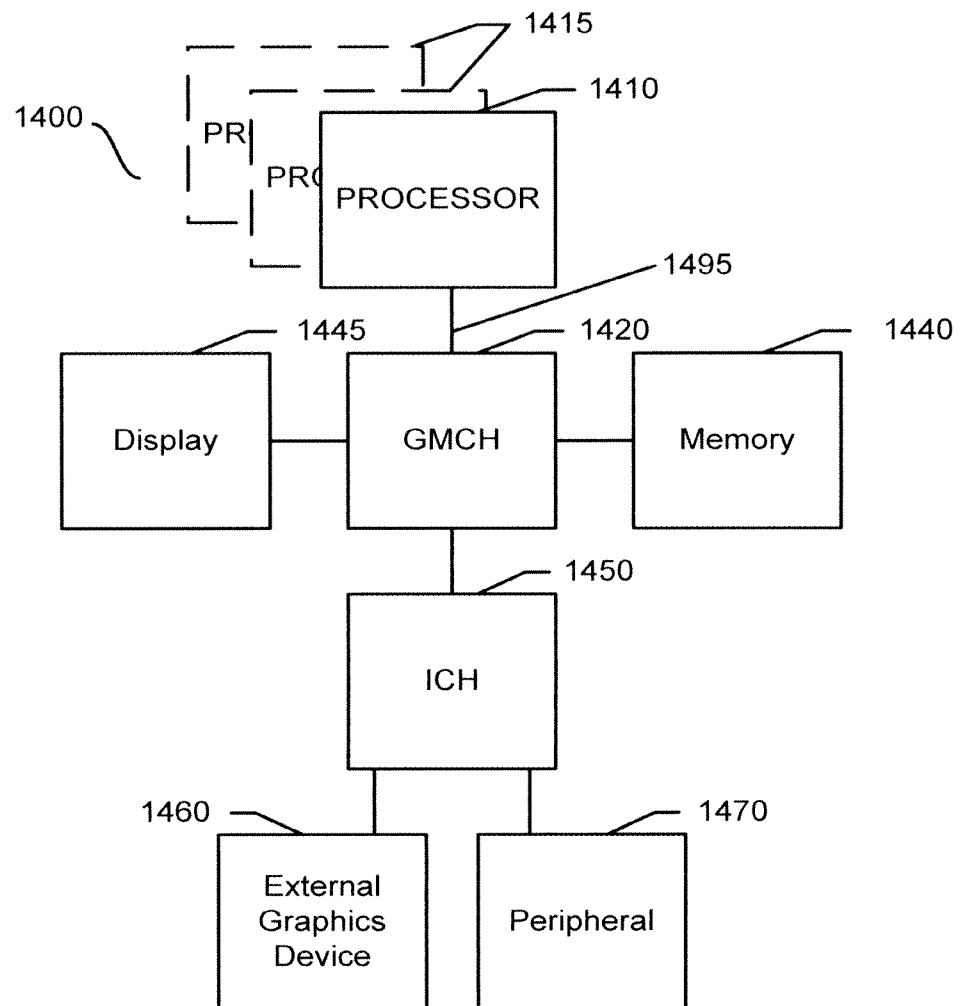 1415
1410
1400
PR
PRO
PROCESSOR
1495
1445
1420
1440
Display
GMCH
Memory
1450
ICH
1460
1470
External
Graphics
Device
Peripheral